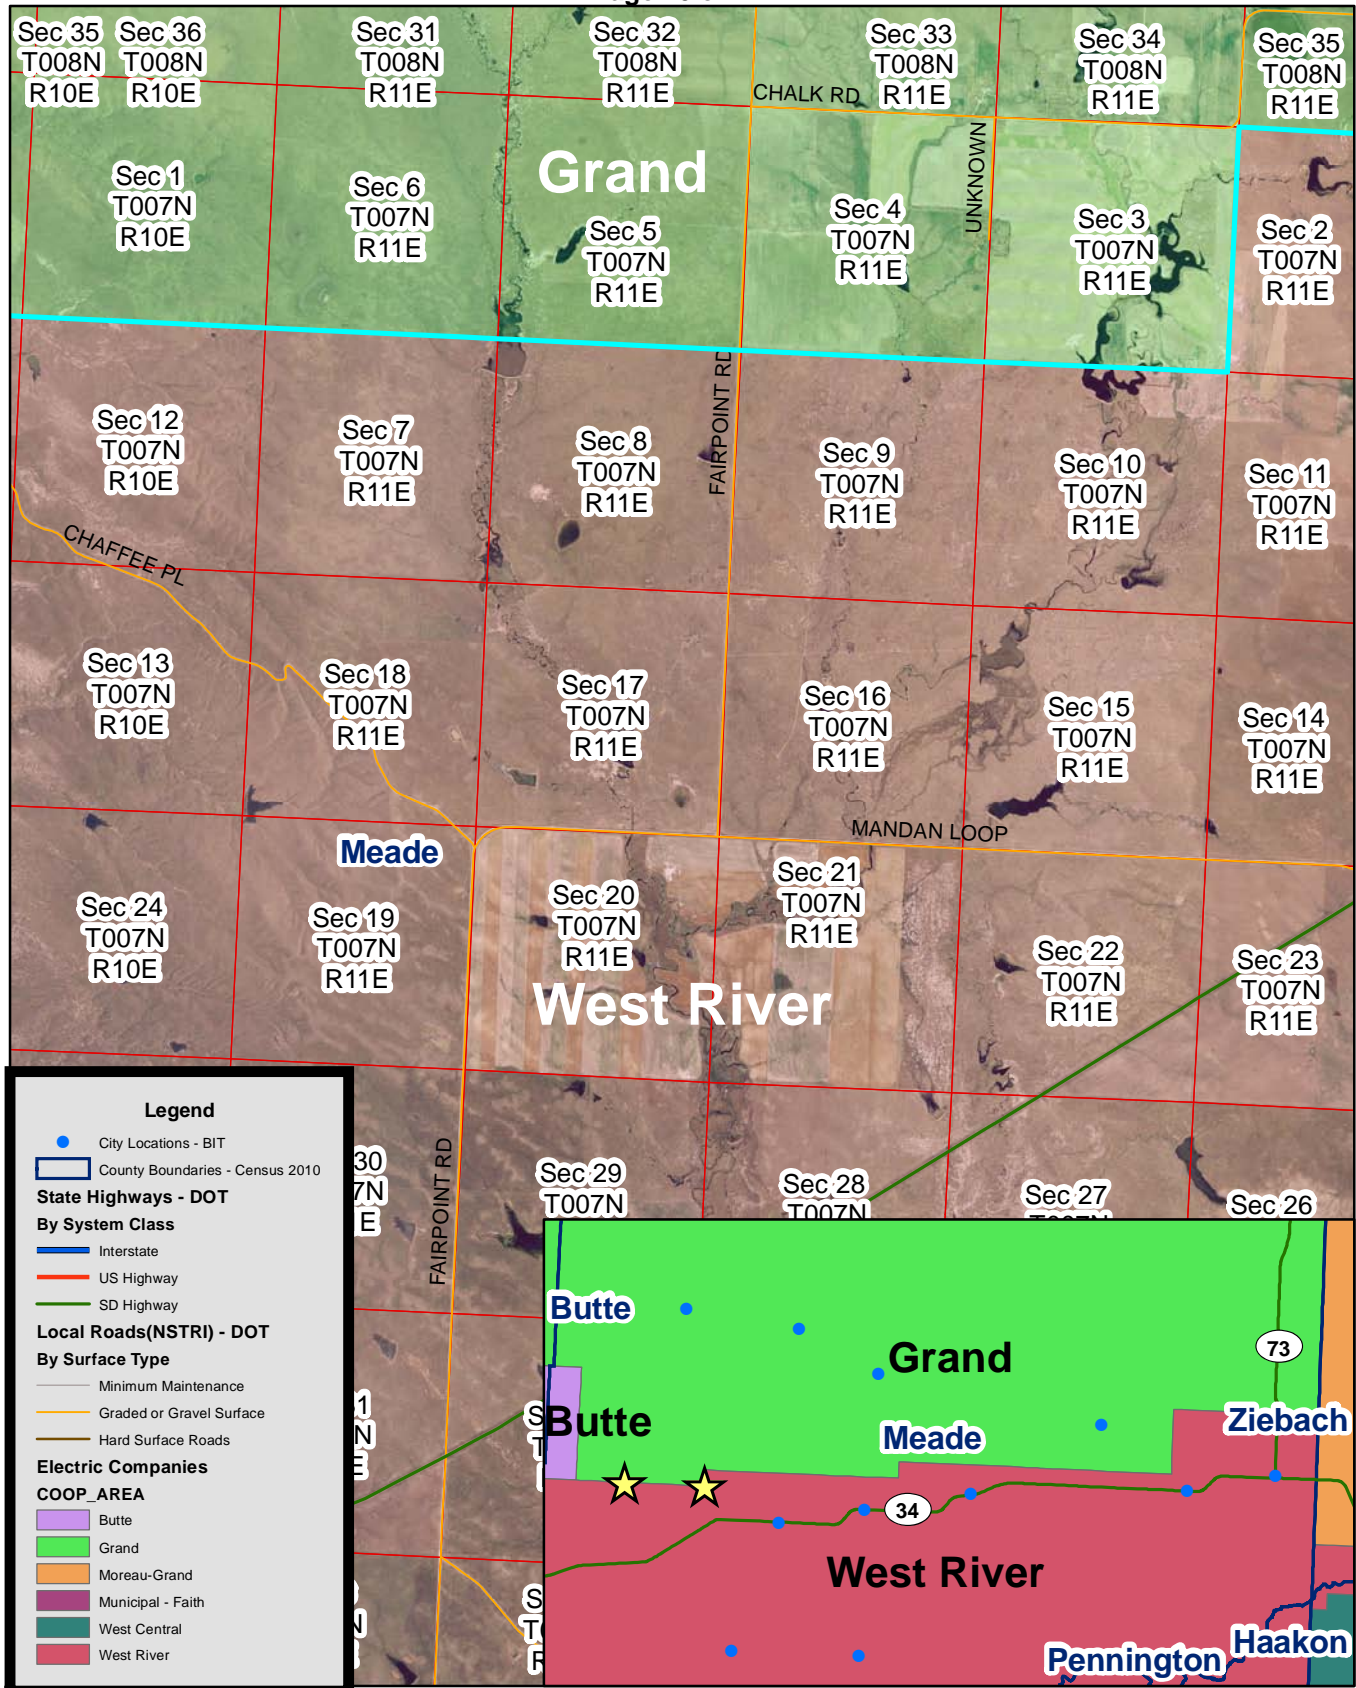 Sec 35
T008N
R10E
Sec 36
T008N
R10E
Sec 31
T008N
R11E
Sec 32
T008N
R11E
Sec 33
T008N
R11E
Sec 34
T008N
R11E
Sec 35
T008N
R11E
CHALK RD
UNKNOWN
Grand
Sec 1
T007N
R10E
Sec 6
T007N
R11E
Sec 5
T007N
R11E
Sec 4
T007N
R11E
Sec 3
T007N
R11E
Sec 2
T007N
R11E
FAIRPOINT RD
Sec 12
T007N
R10E
Sec 7
T007N
R11E
Sec 8
T007N
R11E
Sec 9
T007N
R11E
Sec 10
T007N
R11E
Sec 11
T007N
R11E
CHAFFEE PL
Sec 13
T007N
R10E
Sec 18
T007N
R11E
Sec 17
T007N
R11E
Sec 16
T007N
R11E
Sec 15
T007N
R11E
Sec 14
T007N
R11E
MANDAN LOOP
Meade
Sec 24
T007N
R10E
Sec 19
T007N
R11E
Sec 20
T007N
R11E
Sec 21
T007N
R11E
Sec 22
T007N
R11E
Sec 23
T007N
R11E
West River
30
7N
E
FAIRPOINT RD
Sec 29
T007N
Sec 28
T007N
Sec 27
T007N
Sec 26
1
N
E
S
T
N
E
S
T
R
Legend
City Locations - BIT
County Boundaries - Census 2010
State Highways - DOT
By System Class
Interstate
US Highway
SD Highway
Local Roads(NSTRI) - DOT
By Surface Type
Minimum Maintenance
Graded or Gravel Surface
Hard Surface Roads
Electric Companies
COOP_AREA
Butte
Grand
Moreau-Grand
Municipal - Faith
West Central
West River
Butte
Grand
73
Butte
Meade
Ziebach
34
West River
Haakon
Pennington